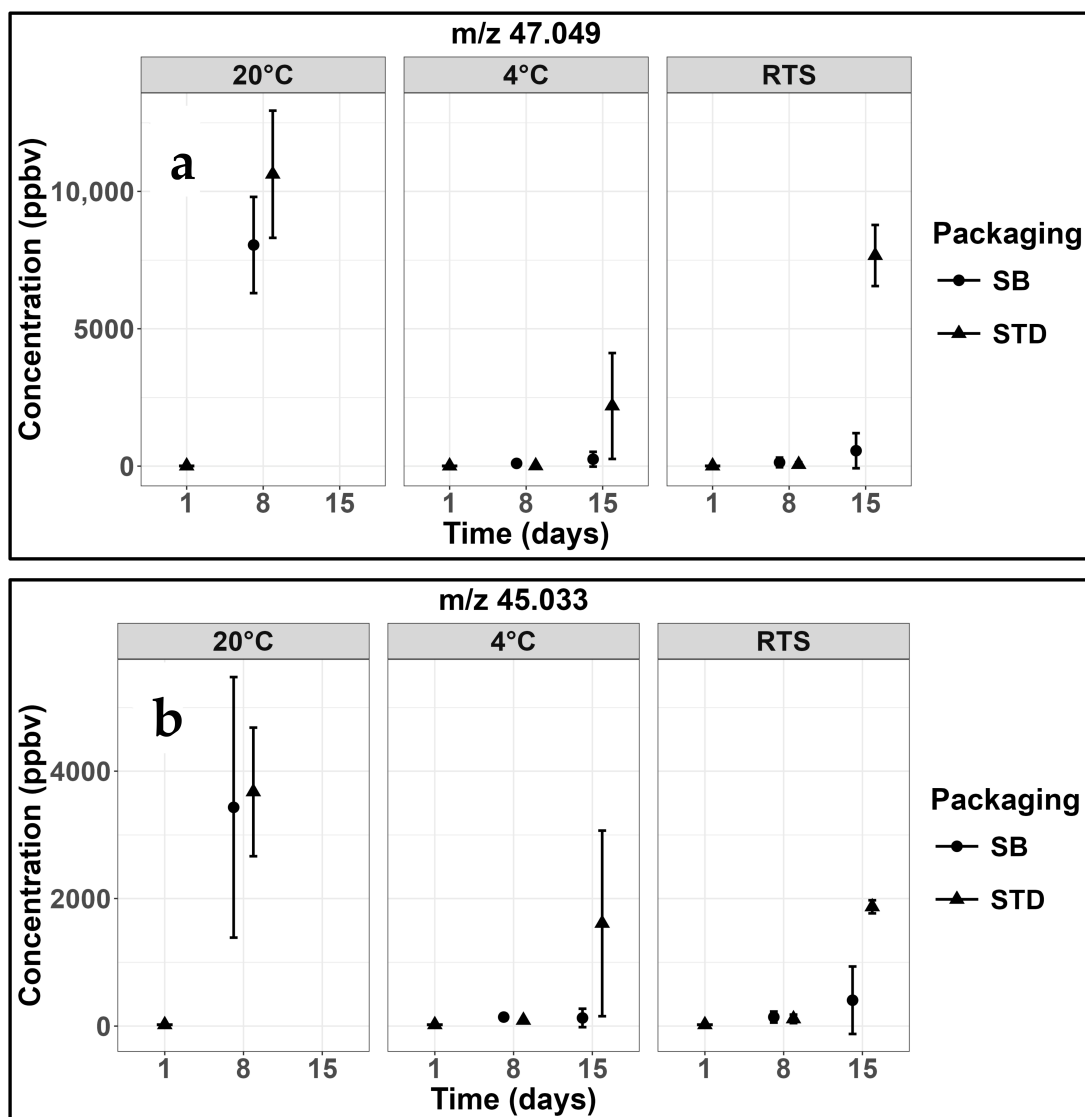 m/z 47.049
20°C 4°C RTS
a
Concentration (ppbv)
10,000
5000
0
1 8 15 1 8 15 1 8 15
Time (days)
Packaging
SB
STD
m/z 45.033
20°C 4°C RTS
b
Concentration (ppbv)
4000
2000
0
1 8 15 1 8 15 1 8 15
Time (days)
Packaging
SB
STD